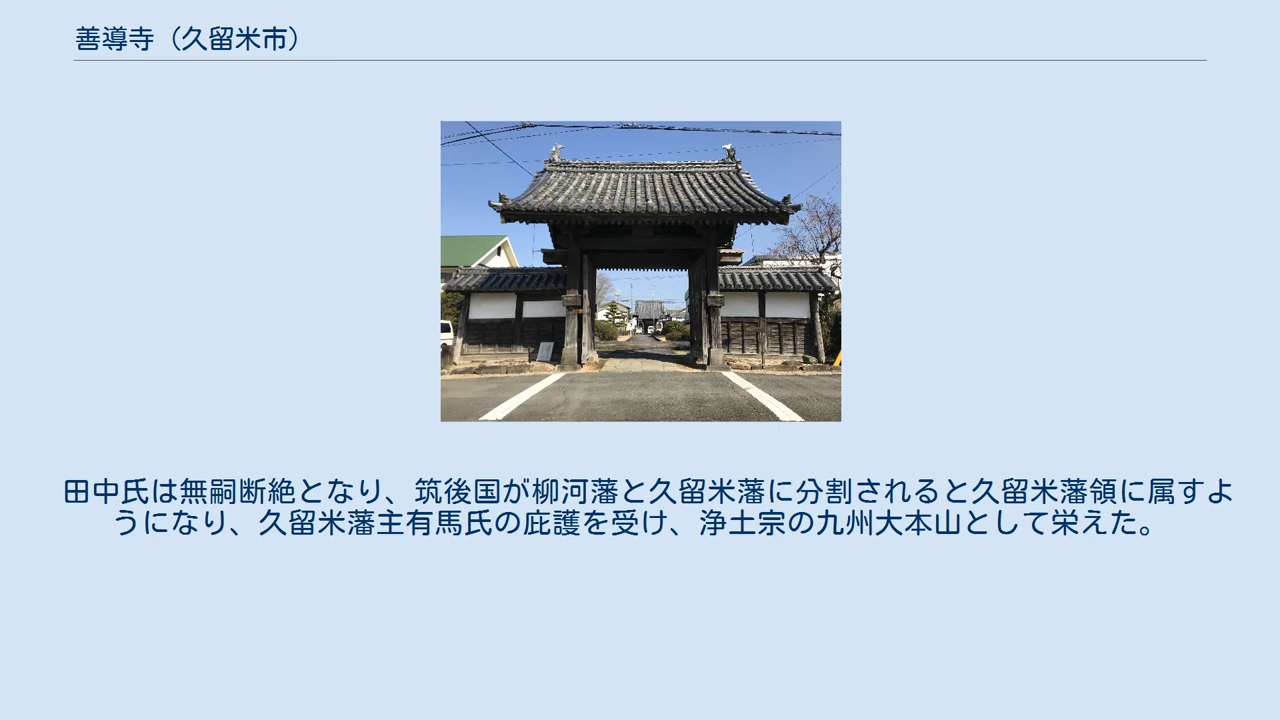 善導寺（久留米市）
田中氏は無嗣断絶となり、筑後国が柳河藩と久留米藩に分割されると久留米藩領に属すよ
うになり、久留米藩主有馬氏の庇護を受け、浄土宗の九州大本山として栄えた。